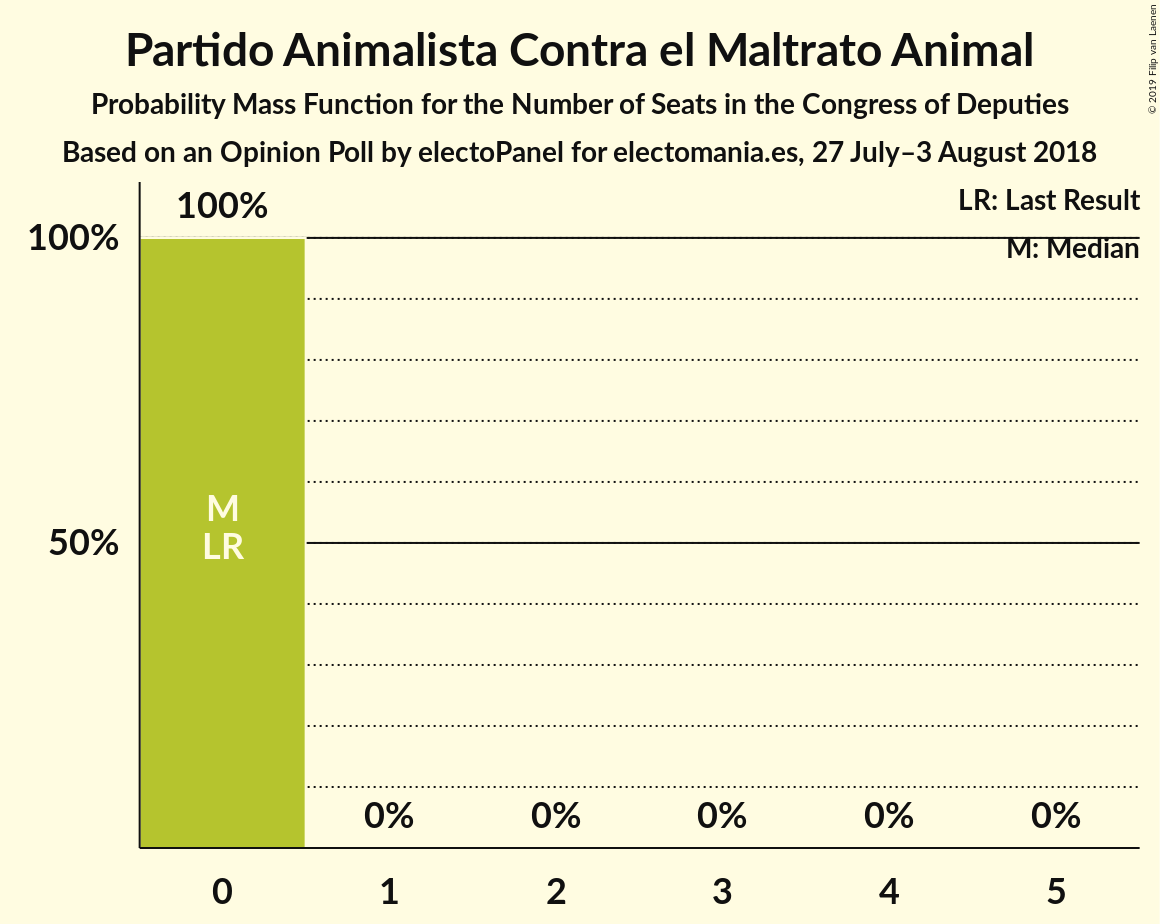 Partido Animalista Contra el Maltrato Animal
Probability Mass Function for the Number of Seats in the Congress of Deputies
Based on an Opinion Poll by electoPanel for electomania.es, 27 July–3 August 2018
© 2019 Filip van Laenen
LR: Last Result
M: Median
100%
100%
50%
M
LR
0% 0% 0% 0% 0%
0 1 2 3 4 5